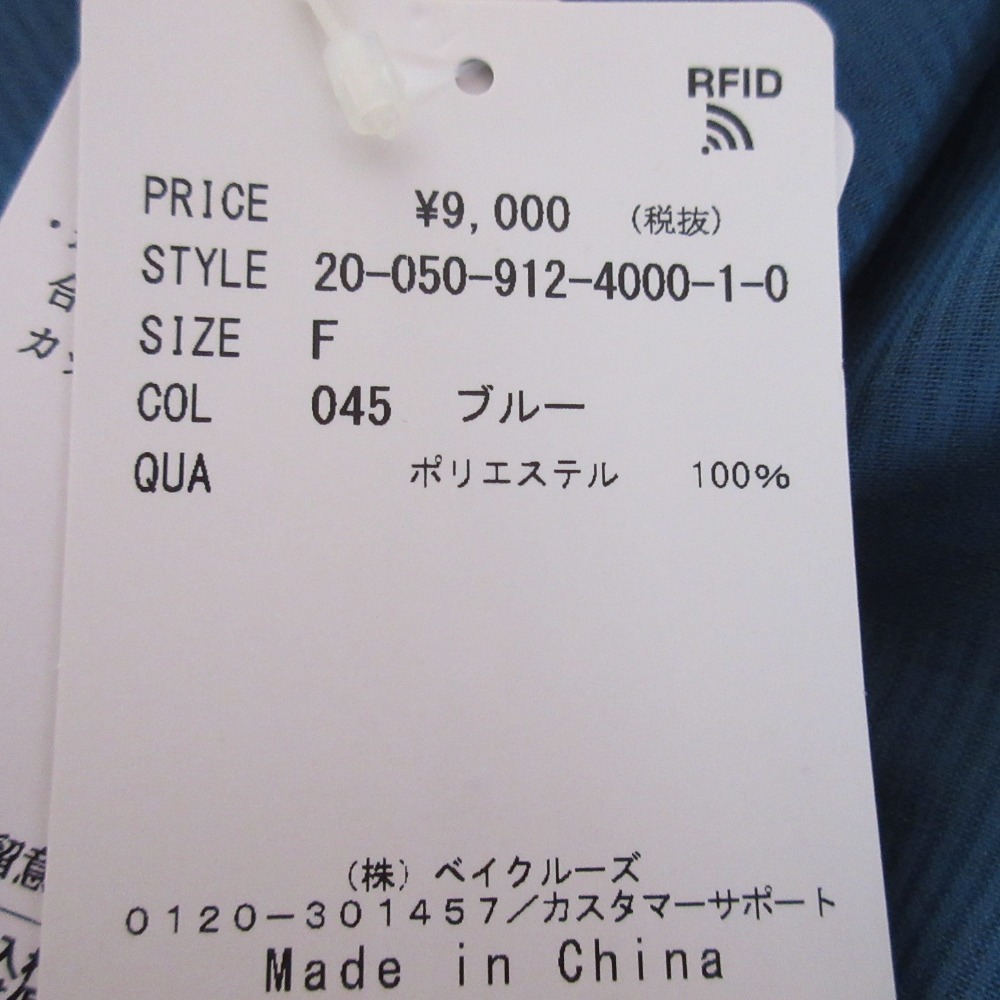 RFID
PRICE ¥9,000 (税抜)
STYLE 20-050-912-4000-1-0
SIZE F
COL 045 ブルー
QUA ポリエステル 100%
(株)ベイクルーズ
0120-301457/カスタマーサポート
Made in China